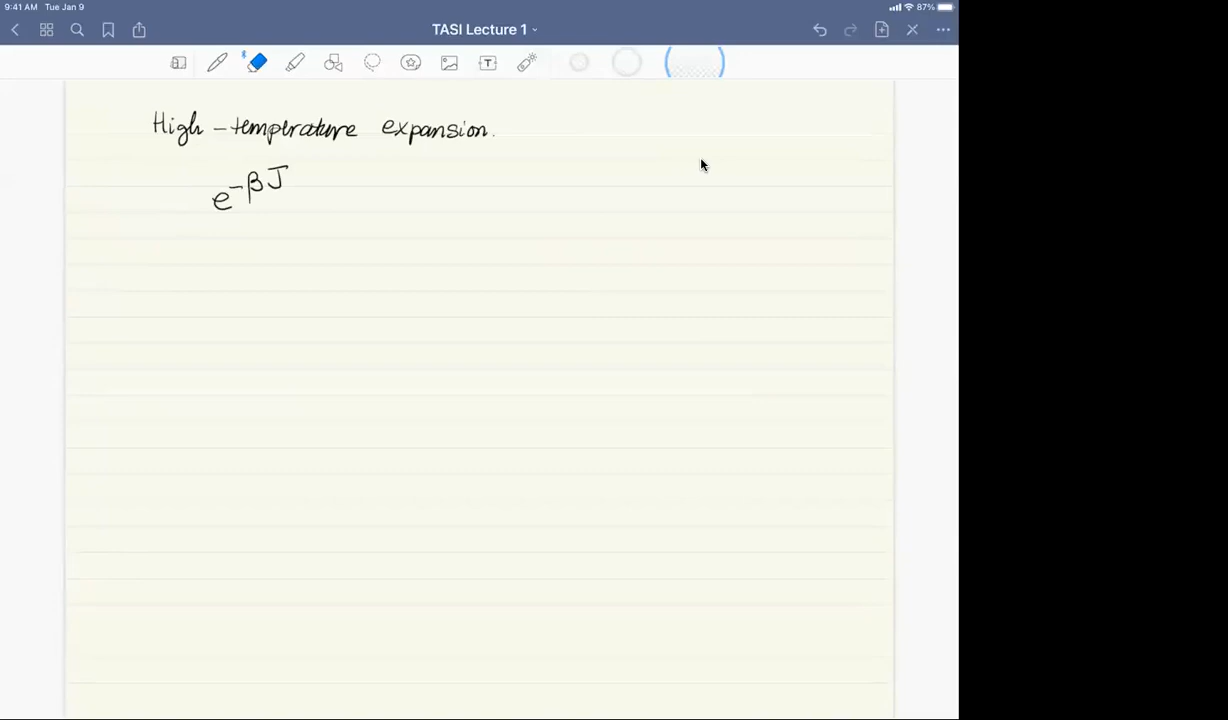 9:41 AM Tue Jan 9 87%
TASI Lecture 1
T
High-temperature expansion.
e^{-βJ}